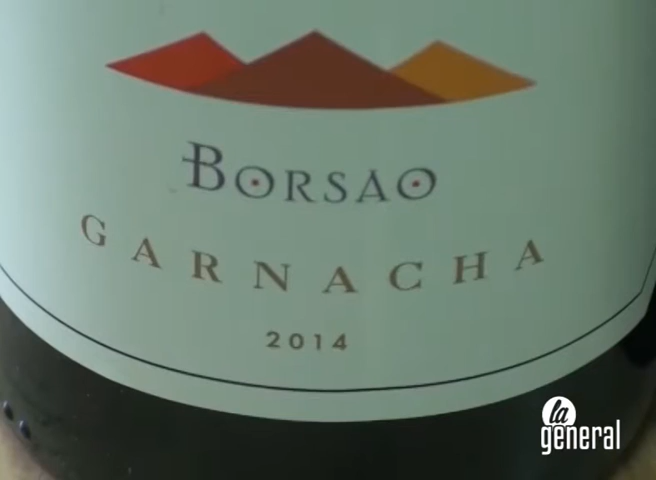 BORSAO
GARNACHA
2014
la
general